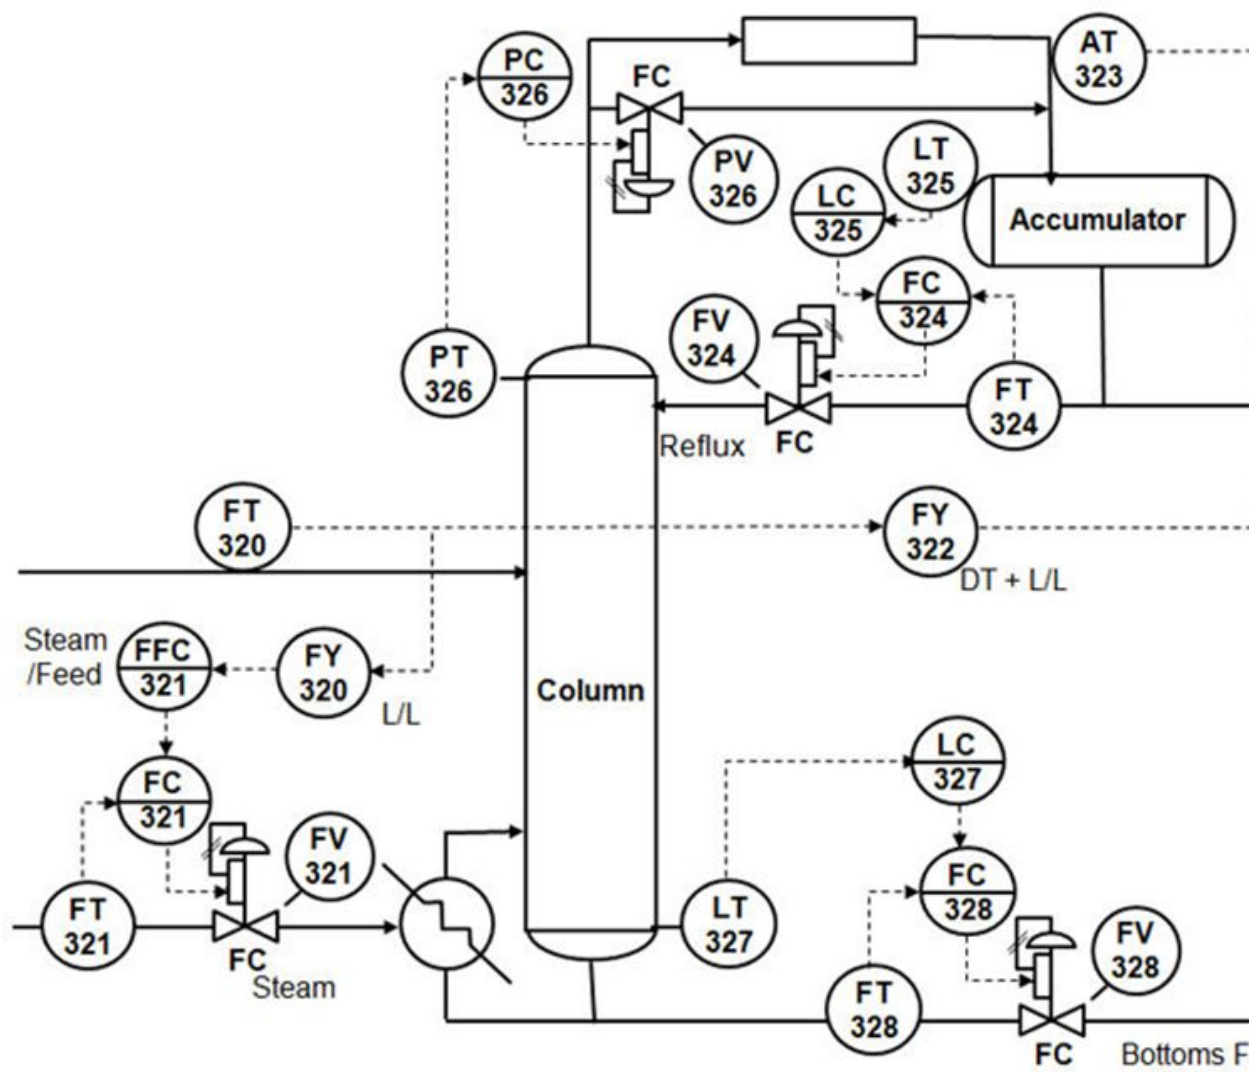 PC
326
FC
AT
323
PV
326
LT
325
LC
325
Accumulator
FC
324
FV
324
PT
326
FT
324
Reflux
FC
FT
320
FY
322
DT + L/L
Steam
/Feed
FFC
321
FY
320
L/L
Column
LC
327
FC
321
FV
321
FC
328
FT
321
LT
327
FV
328
FC
Steam
FT
328
FC
Bottoms F